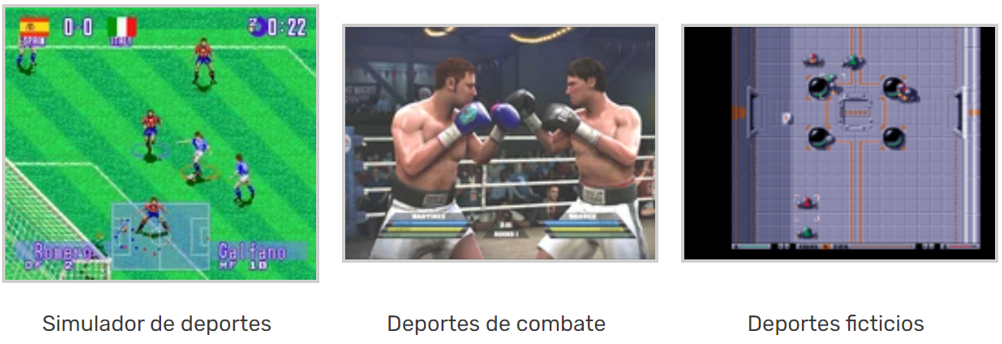 0-0
0:22
SPAIN
ITALY
Romero
Galfano
DF 2
MF 10
MARTINEZ
ROUND 1
Simulador de deportes
Deportes de combate
Deportes ficticios